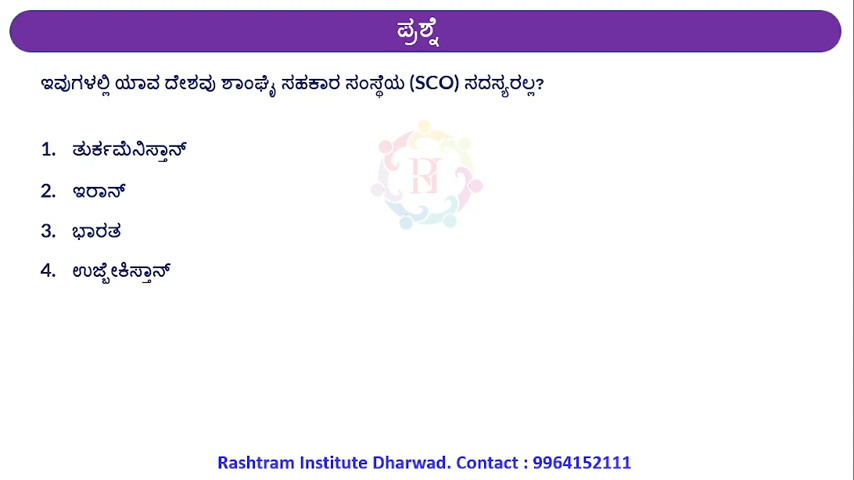 ಪ್ರಶ್ನೆ
ಇವುಗಳಲ್ಲಿ ಯಾವ ದೇಶವು ಶಾಂಘೈ ಸಹಕಾರ ಸಂಸ್ಥೆಯ (SCO) ಸದಸ್ಯರಲ್ಲ?
1. ತುರ್ಕಮೆನಿಸ್ತಾನ್
2. ಇರಾನ್
3. ಭಾರತ
4. ಉಜ್ಬೇಕಿಸ್ತಾನ್
Rashtram Institute Dharwad. Contact : 9964152111